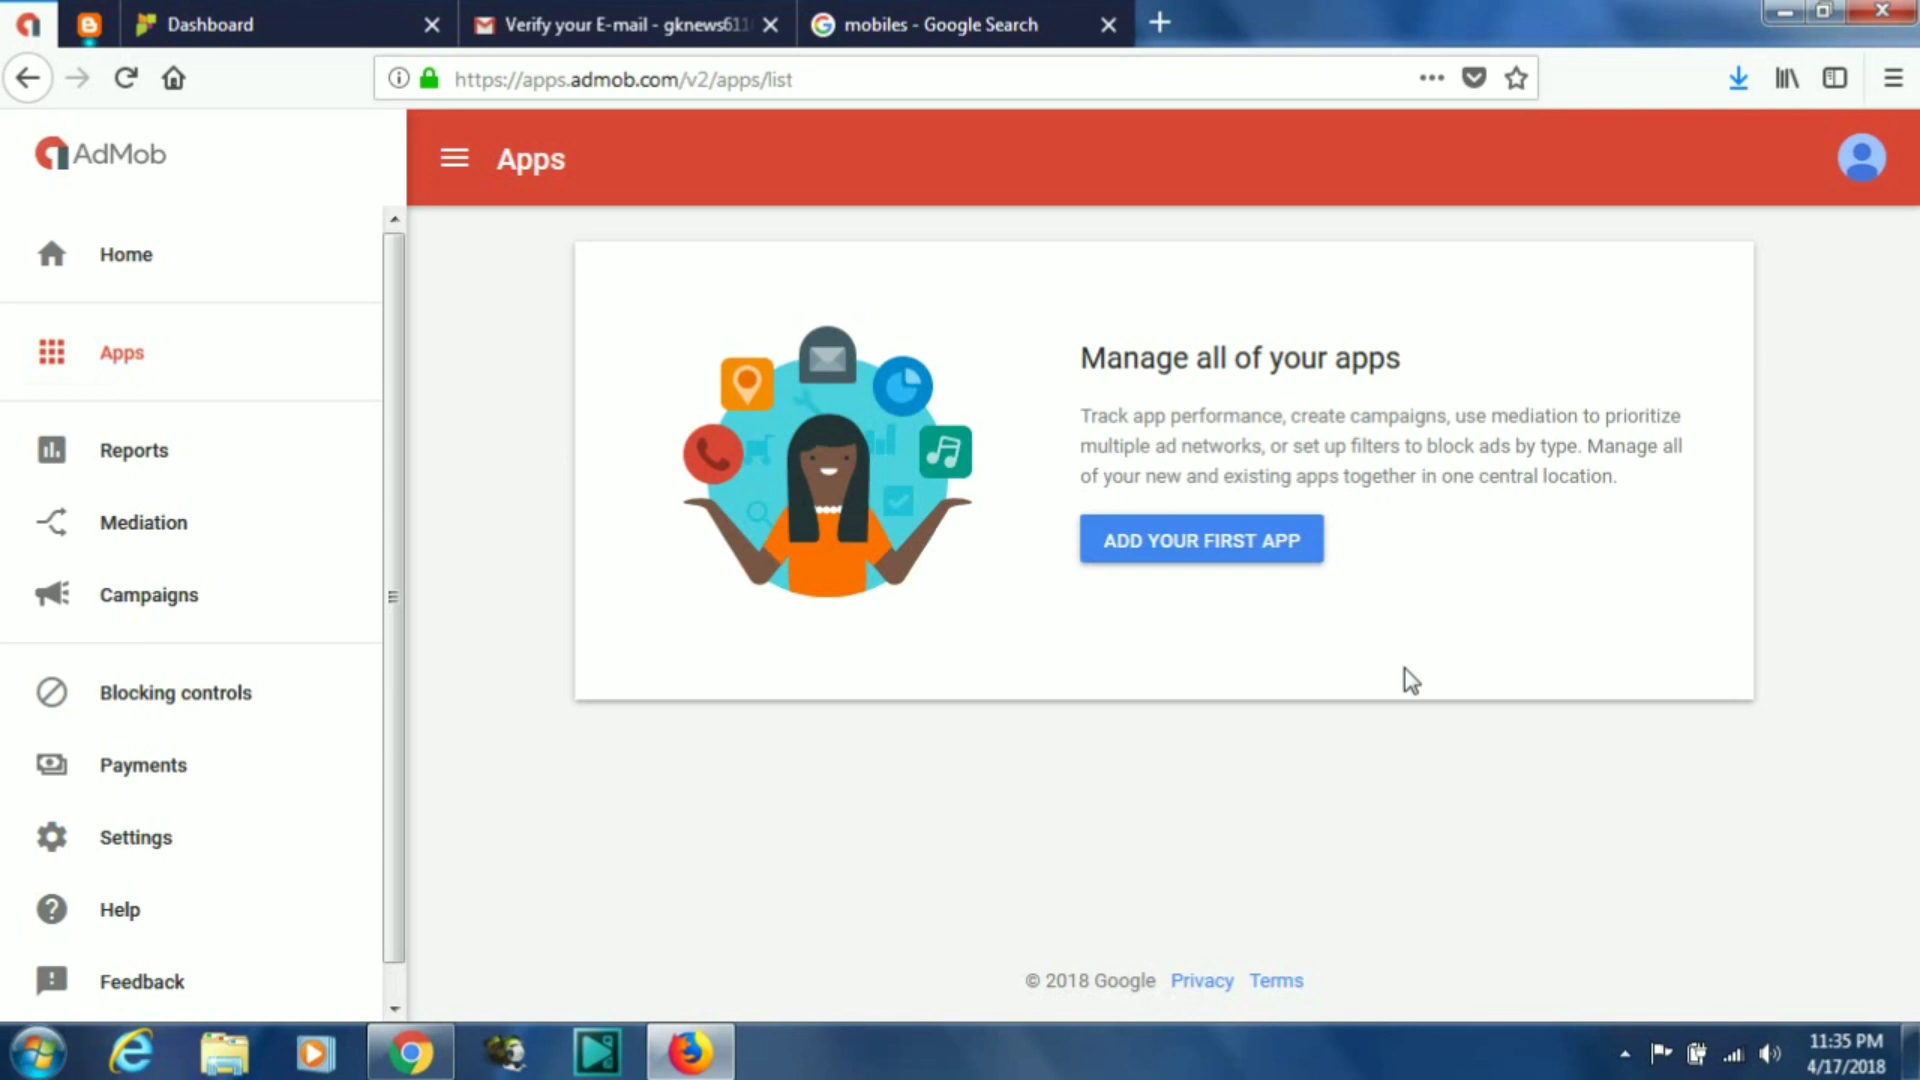 Dashboard
Verify your E-mail - gknews611
mobiles - Google Search
https://apps.admob.com/v2/apps/list
AdMob
Apps
Home
Apps
Reports
Mediation
Campaigns
Blocking controls
Payments
Settings
Help
Feedback
Manage all of your apps
Track app performance, create campaigns, use mediation to prioritize
multiple ad networks, or set up filters to block ads by type. Manage all
of your new and existing apps together in one central location.
ADD YOUR FIRST APP
© 2018 Google Privacy Terms
11:35 PM
4/17/2018